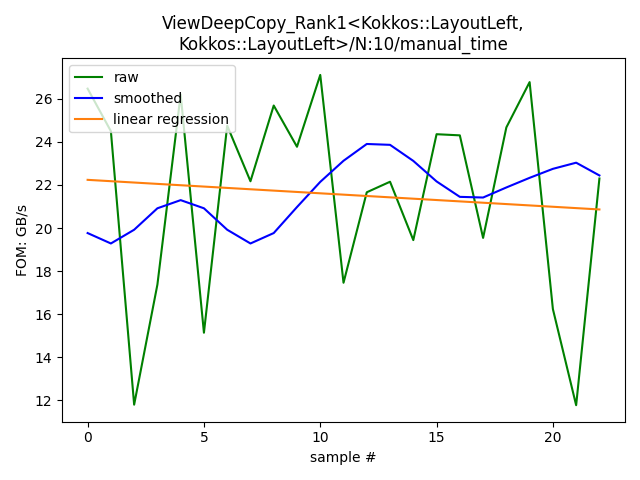 ViewDeepCopy_Rank1<Kokkos::LayoutLeft,
Kokkos::LayoutLeft>/N:10/manual_time
raw
smoothed
linear regression
FOM: GB/s
26
24
22
20
18
16
14
12
0
5
10
15
20
sample #